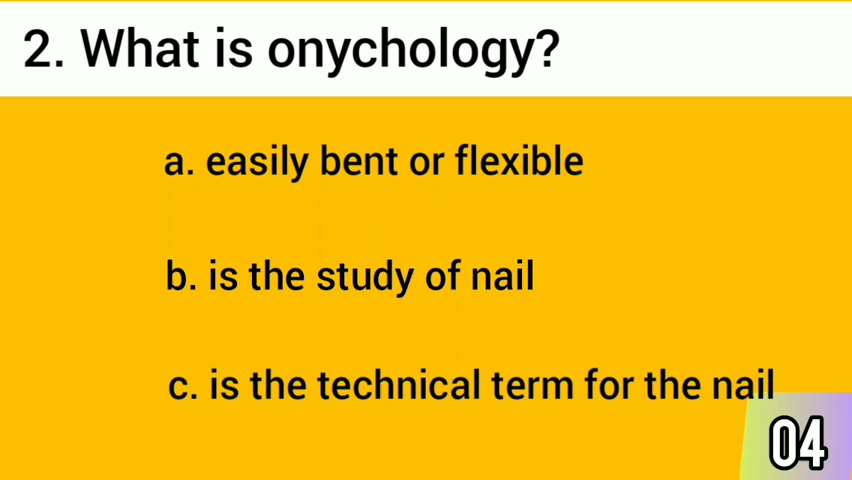 2. What is onychology?
a. easily bent or flexible
b. is the study of nail
c. is the technical term for the nail
04